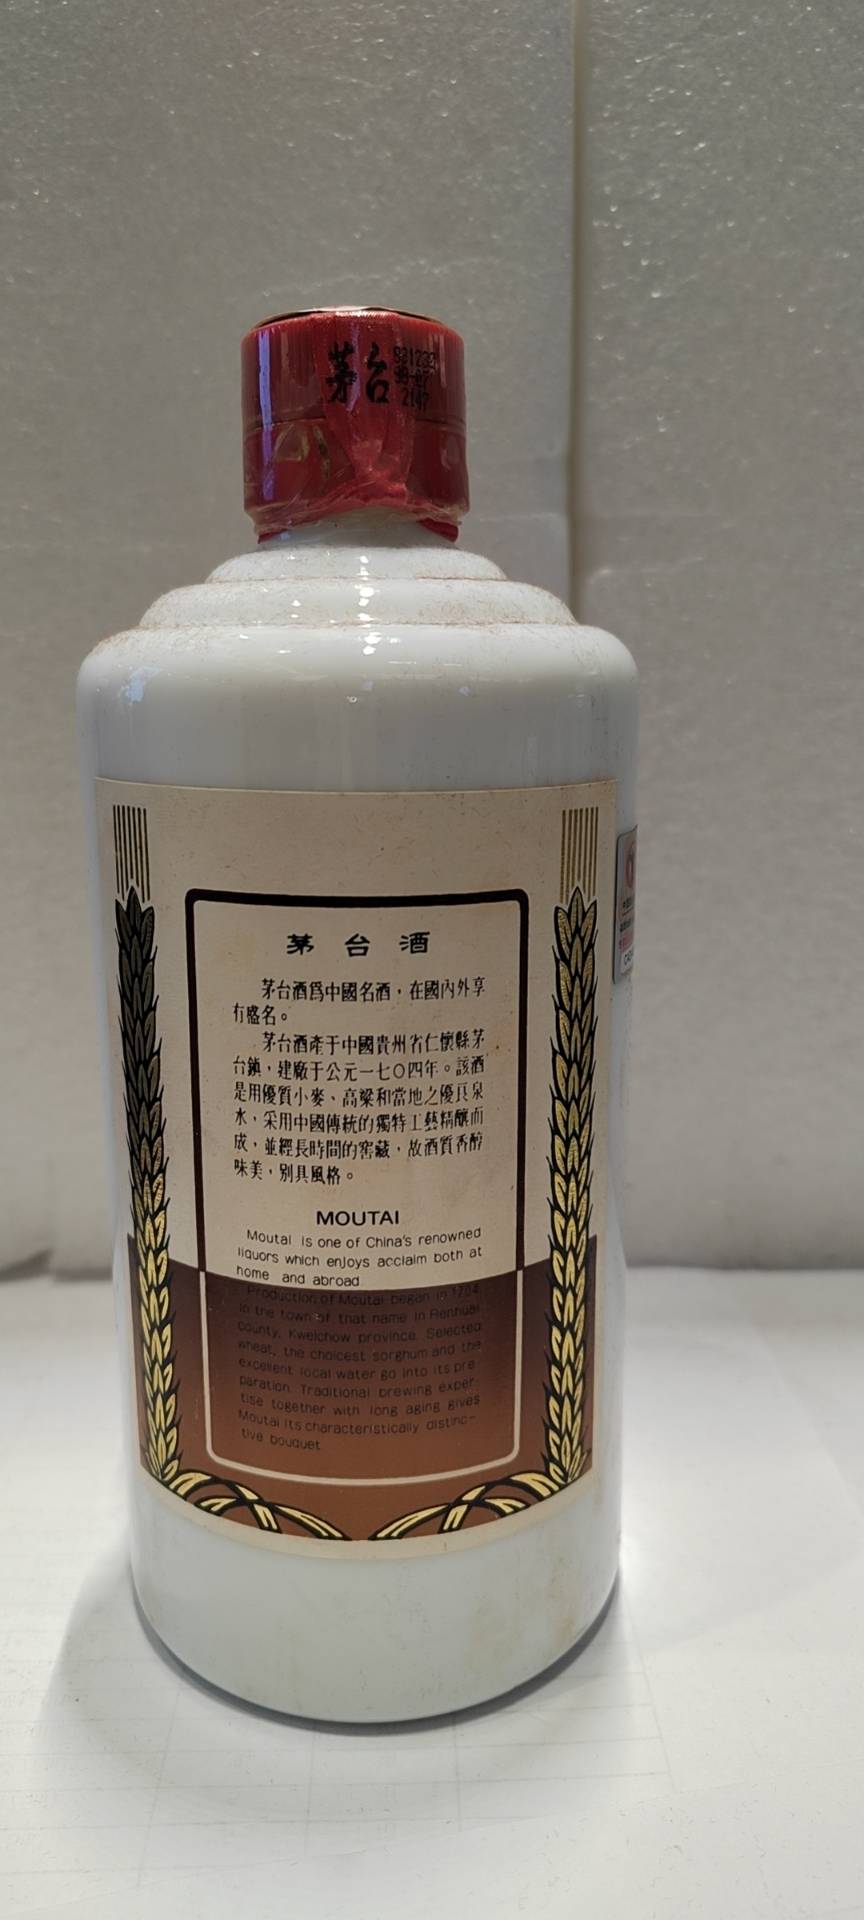 茅台
2147
茅台酒
茅台酒爲中國名酒，在國內外享
有盛名。
茅台酒產于中國貴州省仁懷縣茅
台鎮，建廠于公元一七〇四年。該酒
是用優質小麥、高粱和當地之優良泉
水，采用中國傳統的獨特工藝精釀而
成，並經長時間的窖藏，故酒質香醇
味美，別具風格。
MOUTAI
Moutai is one of China's renowned
liquors which enjoys acclaim both at
home and abroad
Production of Moutai began in 1704
in the town of that name in Renhuai
county, Kweichow province. Selected
wheat, the choicest sorghum and the
excellent local water go into its pre
paration. Traditional brewing exper-
tise together with long aging gives
Moutai its characteristically distinc-
tive bouquet